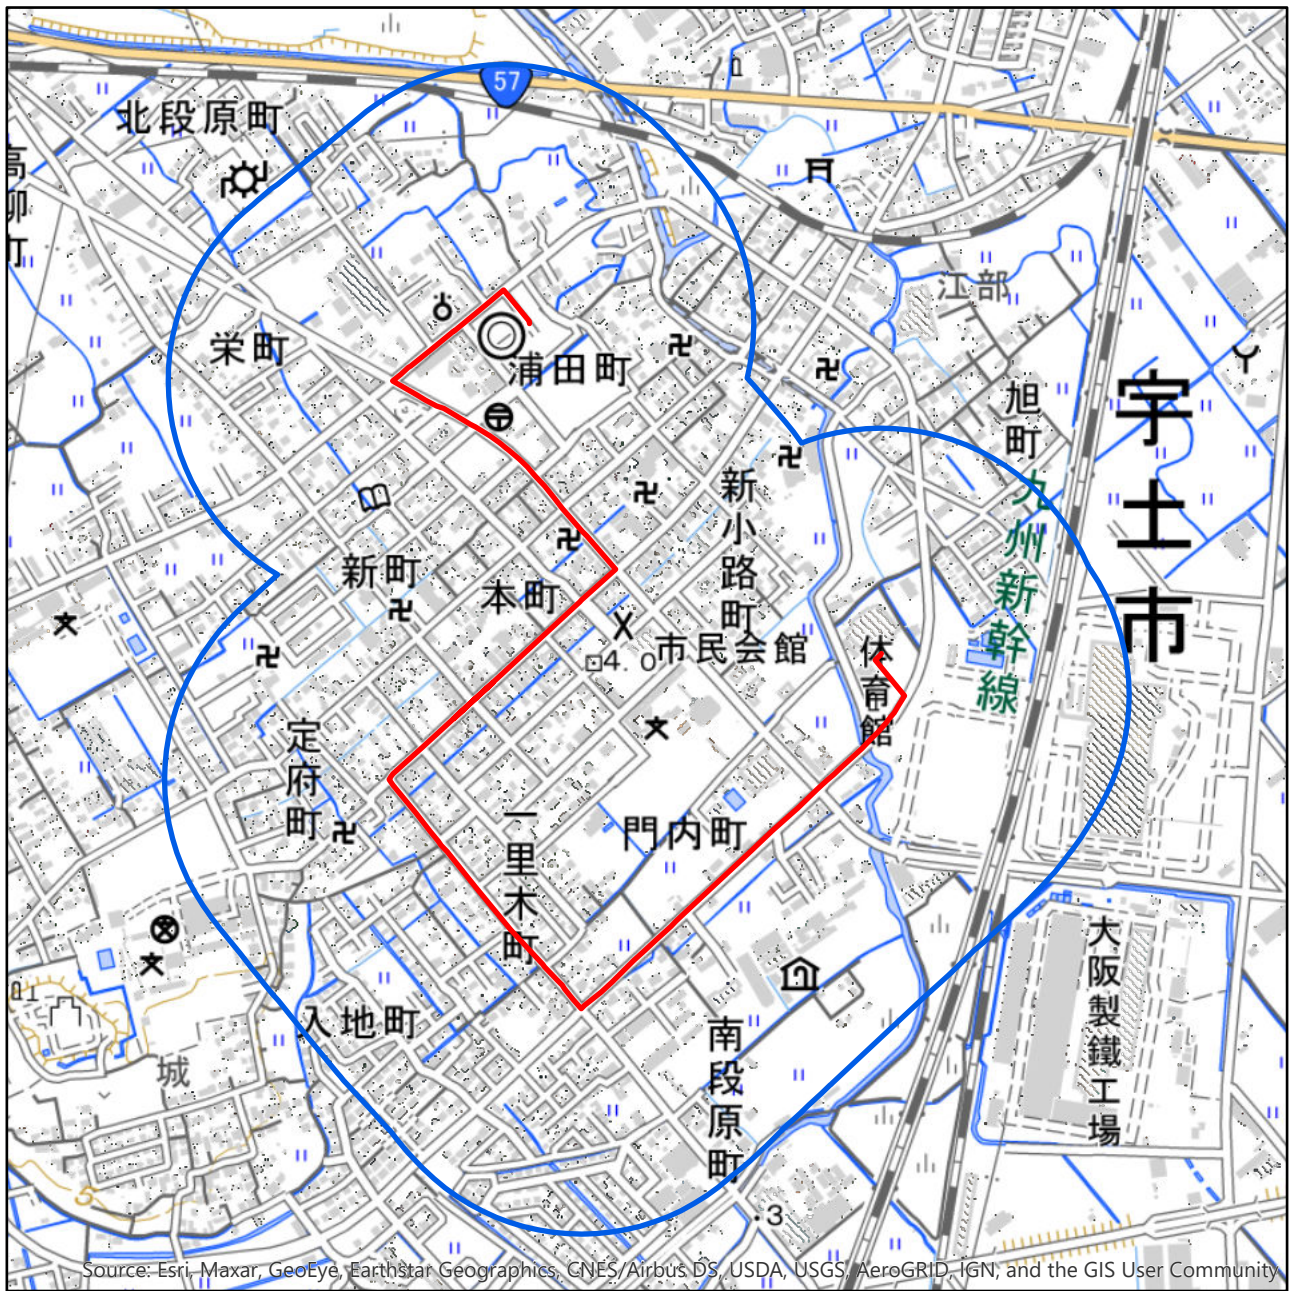 57
北段原町
高柳町
江部
栄町
浦田町
旭町
宇土市
九州新幹線
新小路町
新町
本町
市民会館
4.0
体育館
定府町
一里木町
門内町
大阪製鐵工場
入地町
南段原町
城
5
3
Source: Esri, Maxar, GeoEye, Earthstar Geographics, CNES/Airbus DS, USDA, USGS, AeroGRID, IGN, and the GIS User Community